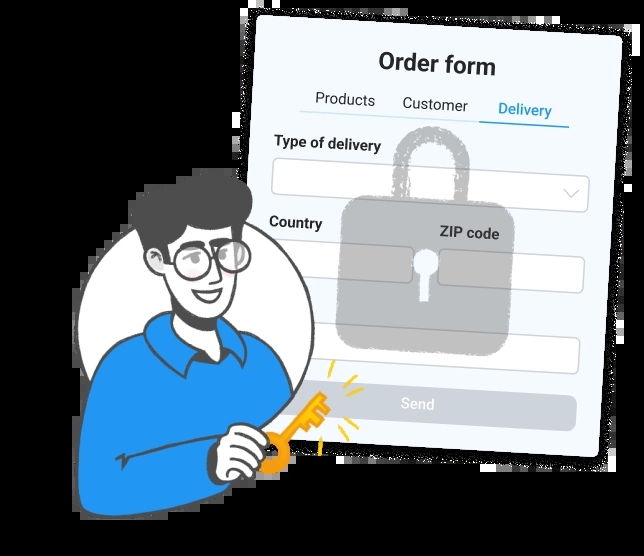 Order form
Products Customer Delivery
Type of delivery
Country ZIP code
Send